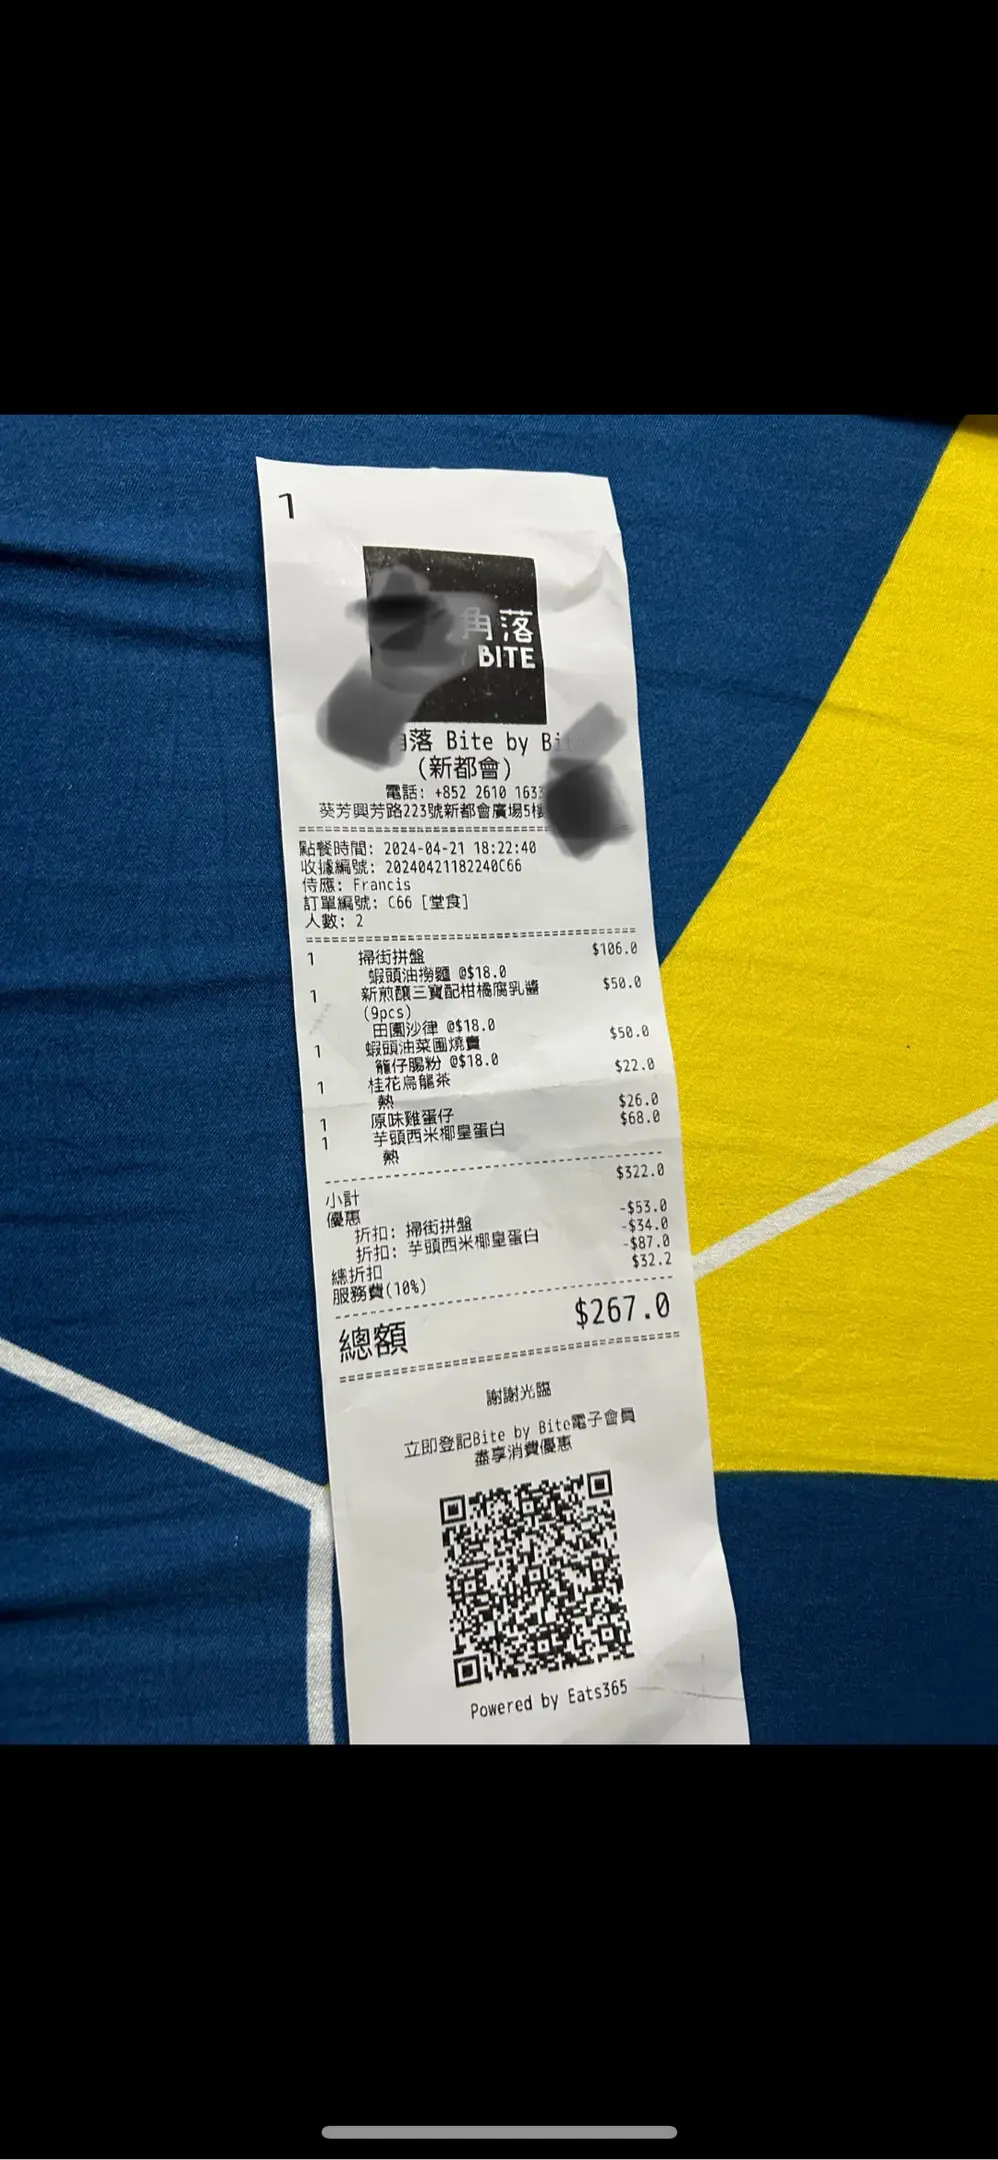 1
角落
BITE
落 Bite by Bit
(新都會)
電話: +852 2610 1633
葵芳興芳路223號新都會廣場5樓
點餐時間: 2024-04-21 18:22:40
收據編號: 20240421182240C66
侍應: Francis
訂單編號: C66 [堂食]
人數: 2
1 掃街拼盤 $106.0
蝦頭油撈麵 @$18.0
1 新煎釀三寶配柑橘腐乳醬 $50.0
(9pcs)
田園沙律 @$18.0
1 蝦頭油菜圃燒賣 $50.0
籠仔腸粉 @$18.0
1 桂花烏龍茶 $22.0
熱
1 原味雞蛋仔 $26.0
1 芋頭西米椰皇蛋白 $68.0
熱
小計 $322.0
優惠
折扣: 掃街拼盤 -$53.0
折扣: 芋頭西米椰皇蛋白 -$34.0
總折扣 -$87.0
服務費(10%) $32.2
總額 $267.0
謝謝光臨
立即登記Bite by Bite電子會員
盡享消費優惠
Powered by Eats365